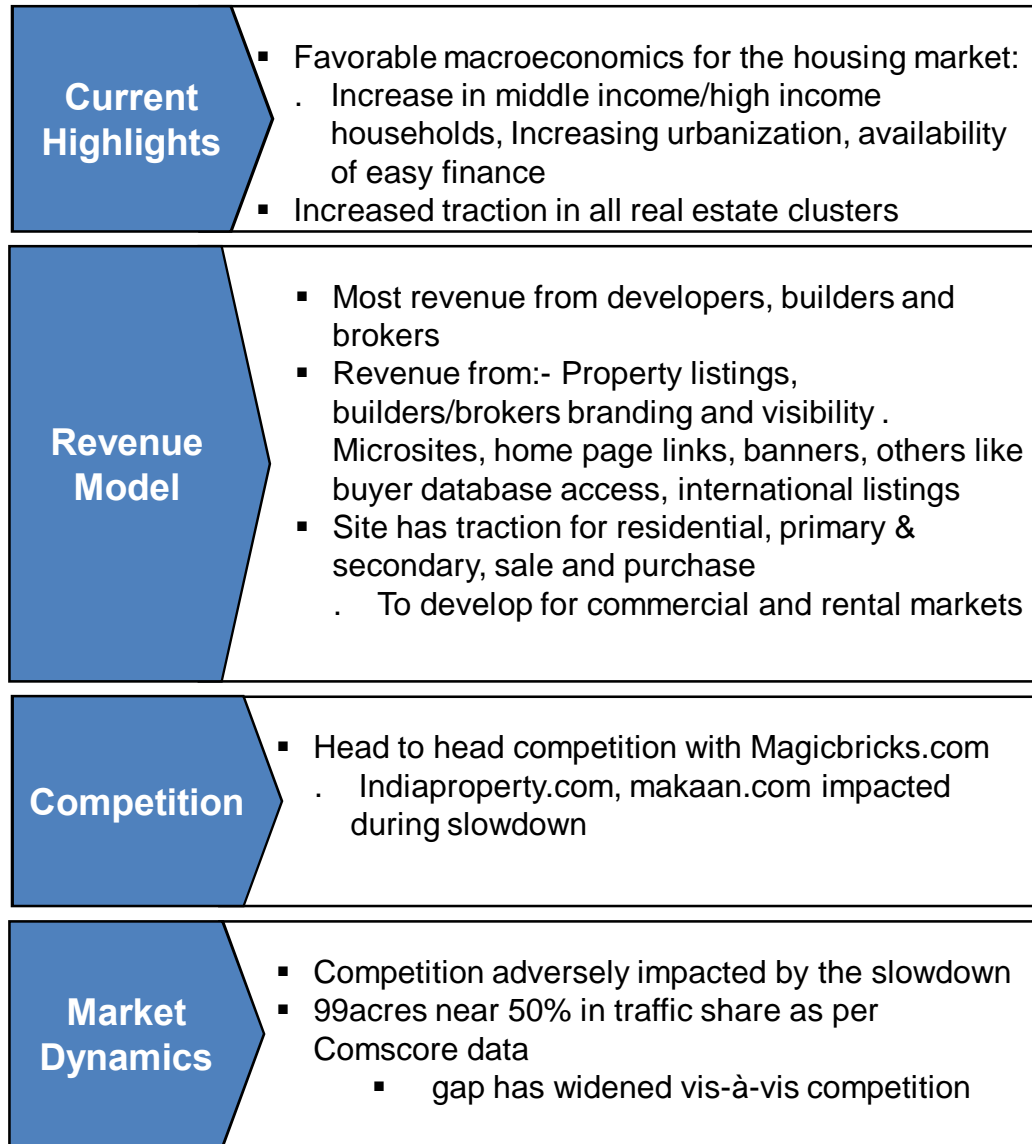 Current
Highlights
▪ Favorable macroeconomics for the housing market:
. Increase in middle income/high income
households, Increasing urbanization, availability
of easy finance
▪ Increased traction in all real estate clusters
Revenue
Model
▪ Most revenue from developers, builders and
brokers
▪ Revenue from:- Property listings,
builders/brokers branding and visibility .
Microsites, home page links, banners, others like
buyer database access, international listings
▪ Site has traction for residential, primary &
secondary, sale and purchase
. To develop for commercial and rental markets
Competition
▪ Head to head competition with Magicbricks.com
. Indiaproperty.com, makaan.com impacted
during slowdown
Market
Dynamics
▪ Competition adversely impacted by the slowdown
▪ 99acres near 50% in traffic share as per
Comscore data
▪ gap has widened vis-à-vis competition